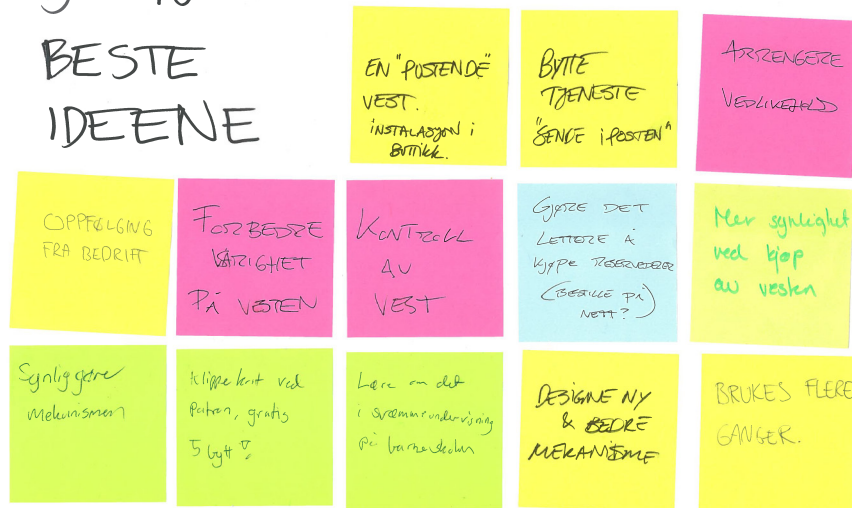 BESTE
IDEENE
EN "PUSTENDE"
VEST.
INSTALASJON I
BUTIKK.
BYTTE
TJENESTE
"SENDE I POSTEN"
ARRENGERE
VEDLIKEHOLD
OPPFØLGING
FRA BEDRIFT
FORBEDRE
VARIGHET
PÅ VESTEN
KONTROLL
AV
VEST
GJØRE DET
LETTERE Å
KJØPE RESERVEDELER
(BESTILLE PÅ
NETT?)
Mer synlighet
ved kjøp
av vesten
Synliggjøre
mekanismen
Klippekort ved
patron, gratis
5 bytt
Lære om det
i svømmeundervisning
på barneskolen
DESIGNE NY
& BEDRE
MEKANISME
BRUKES FLERE
GANGER.